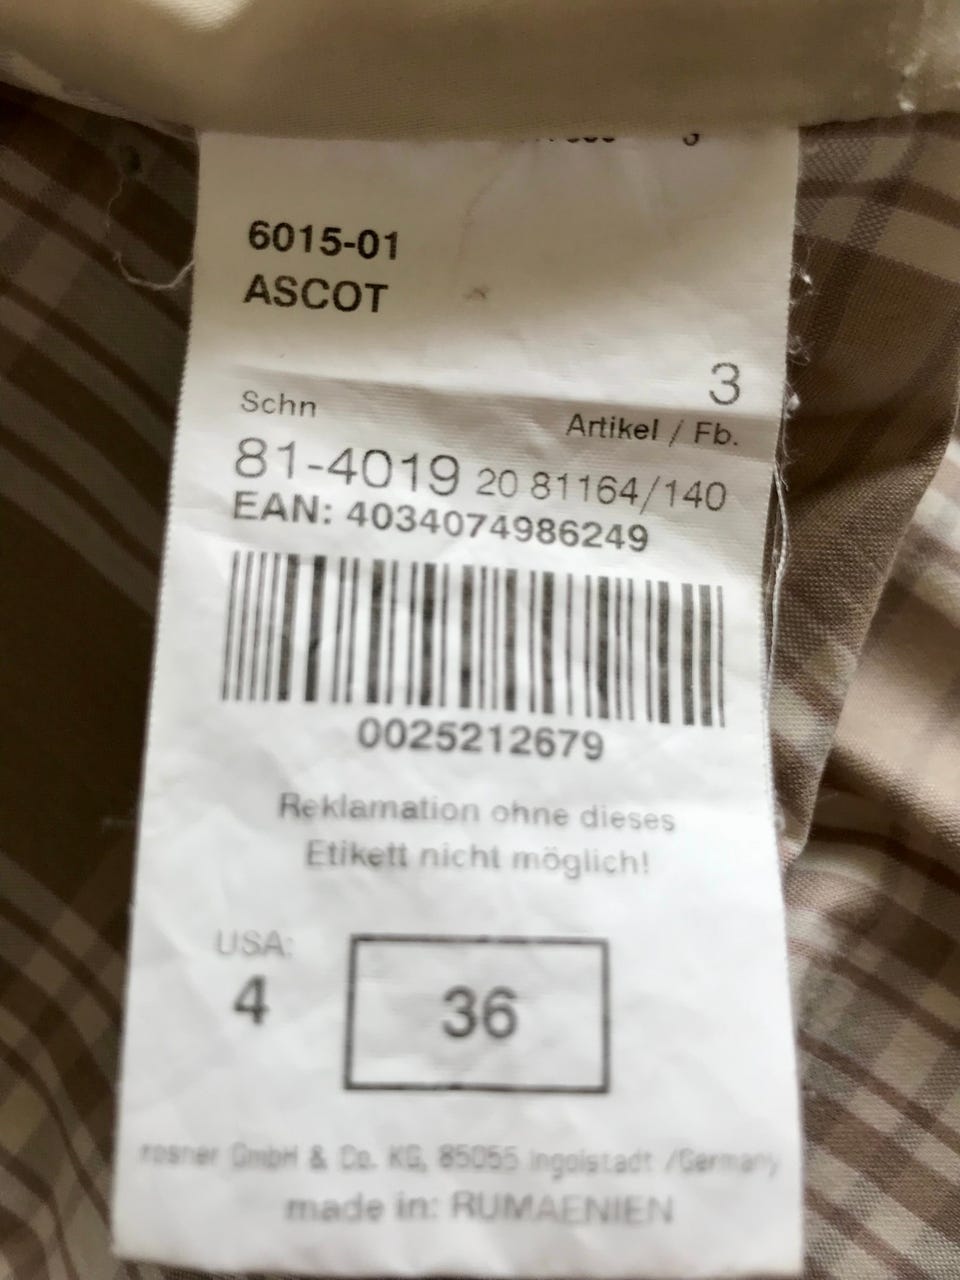 6015-01
ASCOT
3
Schn Artikel / Fb.
81-4019 20 81164/140
EAN: 4034074986249
0025212679
Reklamation ohne dieses
Etikett nicht möglich!
USA:
4 36
rosner GmbH & Co. KG, 85055 Ingolstadt /Germany
made in: RUMAENIEN